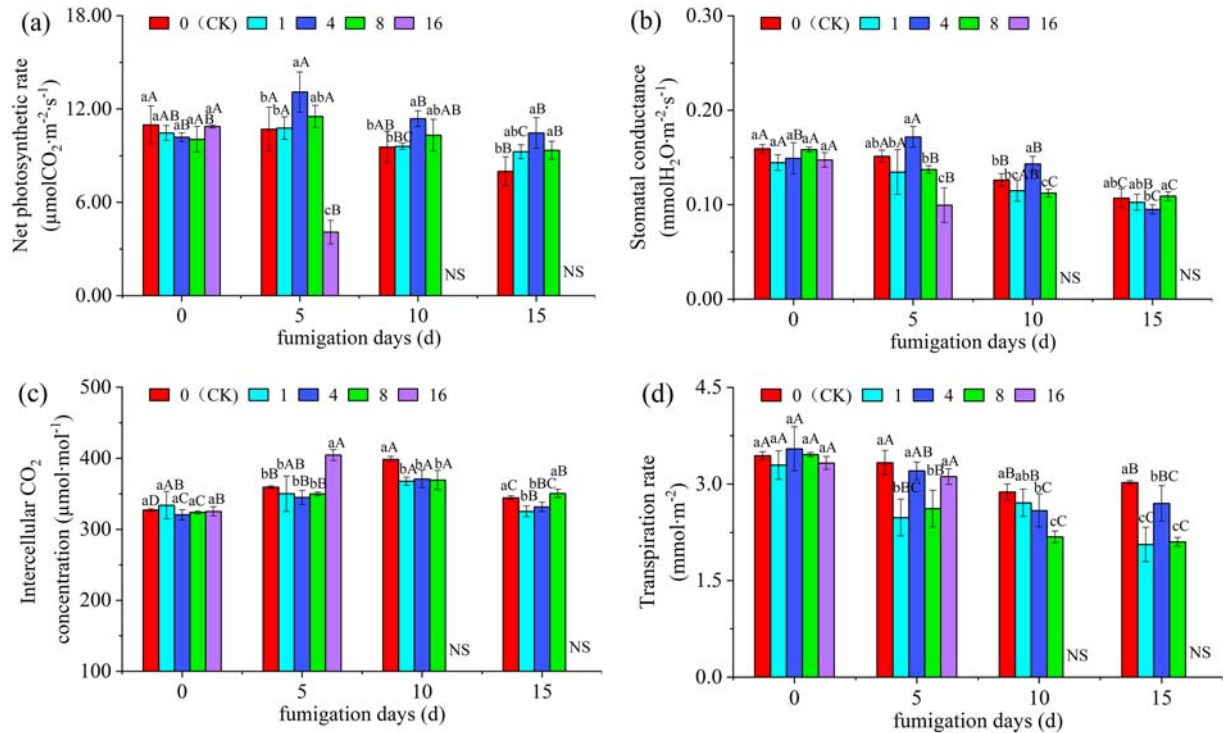 (a)
0 (CK) 1 4 8 16
Net photosynthetic rate
(μmolCO₂·m⁻²·s⁻¹)
18.00
12.00
6.00
0.00
aA aAB aB aAB aA
bA bA aA abA cB
bAB bBC aB abAB NS
bB abC aB aB NS
0 5 10 15
fumigation days (d)
(b)
0 (CK) 1 4 8 16
Stomatal conductance
(mmolH₂O·m⁻²·s⁻¹)
0.30
0.20
0.10
0.00
aA aA aB aA aA
abA bA aA bB cB
bB bcAB aB cC NS
abC abB bC aC NS
0 5 10 15
fumigation days (d)
(c)
0 (CK) 1 4 8 16
Intercellular CO₂
concentration (μmol·mol⁻¹)
500
400
300
200
100
aD aAB aC aC aB
bB bAB bB bB aA
aA bA bA bA NS
aC bB bBC aB NS
0 5 10 15
fumigation days (d)
(d)
0 (CK) 1 4 8 16
Transpiration rate
(mmol·m⁻²)
4.5
3.0
1.5
0.0
aA aA aA aA aA
aA bBC aAB bB aA
aB abB bC cC NS
aB cC bBC cC NS
0 5 10 15
fumigation days (d)